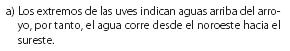 a) Los extremos de las uves indican aguas arriba del arro-
yo, por tanto, el agua corre desde el noroeste hacia el
sureste.